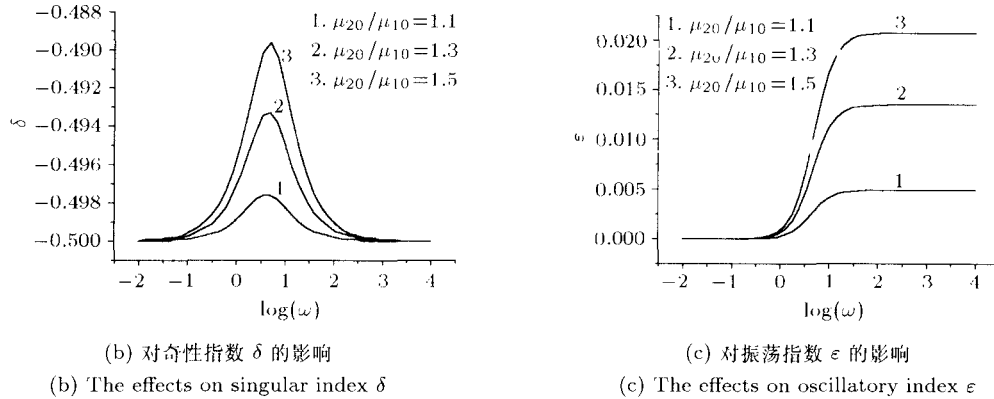 -0.488
-0.490
-0.492
-0.494
-0.496
-0.498
-0.500
δ
1. μ20/μ10=1.1
2. μ20/μ10=1.3
3. μ20/μ10=1.5
3
2
1
-2 -1 0 1 2 3 4
log(ω)
(b) 对奇性指数 δ 的影响
(b) The effects on singular index δ
0.020
0.015
0.010
0.005
0.000
ε
1. μ20/μ10=1.1
2. μ20/μ10=1.3
3. μ20/μ10=1.5
3
2
1
-2 -1 0 1 2 3 4
log(ω)
(c) 对振荡指数 ε 的影响
(c) The effects on oscillatory index ε